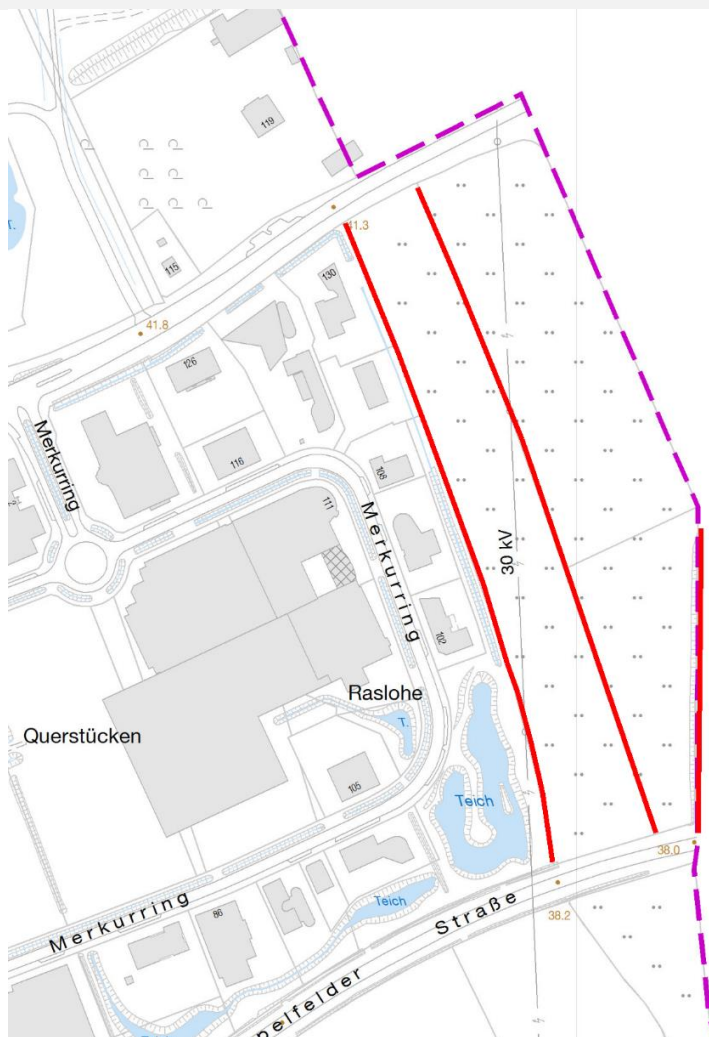 119
T.
41.3
115
130
41.8
126
Merkurring
116
108
111
2
Merkurring
30 kV
102
Raslohe
T.
Querstücken
105
Teich
38.0
Teich
Straße
38.2
Merkurring
86
pelfelder